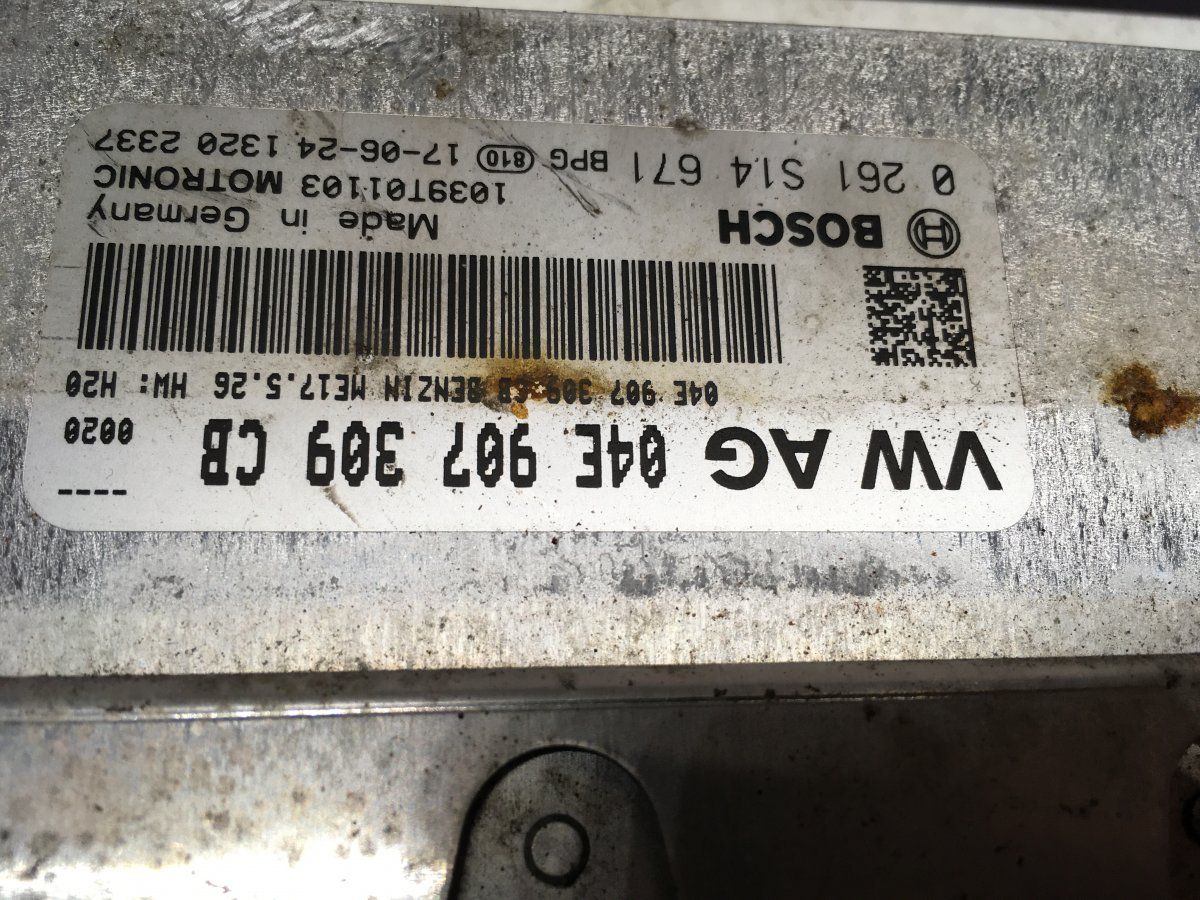 ---- 0020
VW AG 04E 907 309 CB
04E 907 309 CB BENZIN ME17.5.26 HW: H20
BOSCH
Made in Germany
1039T01103 MOTRONIC
0 261 S14 671 BPG 810 17-06-24 1320 2337